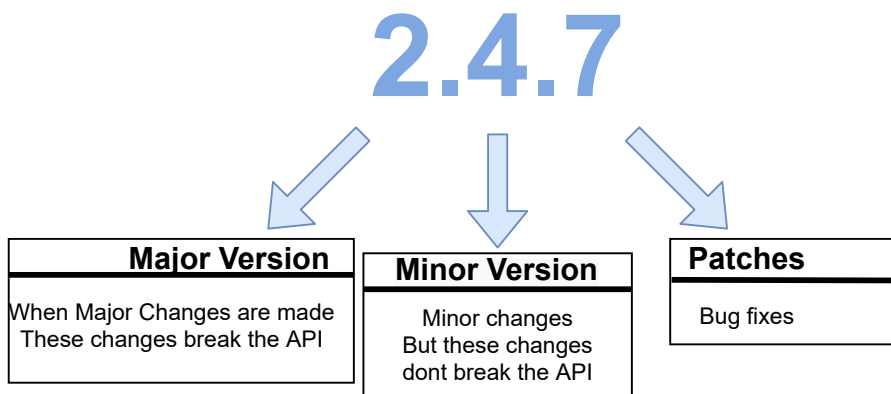 2.4.7
Major Version
When Major Changes are made
These changes break the API
Minor Version
Minor changes
But these changes
dont break the API
Patches
Bug fixes